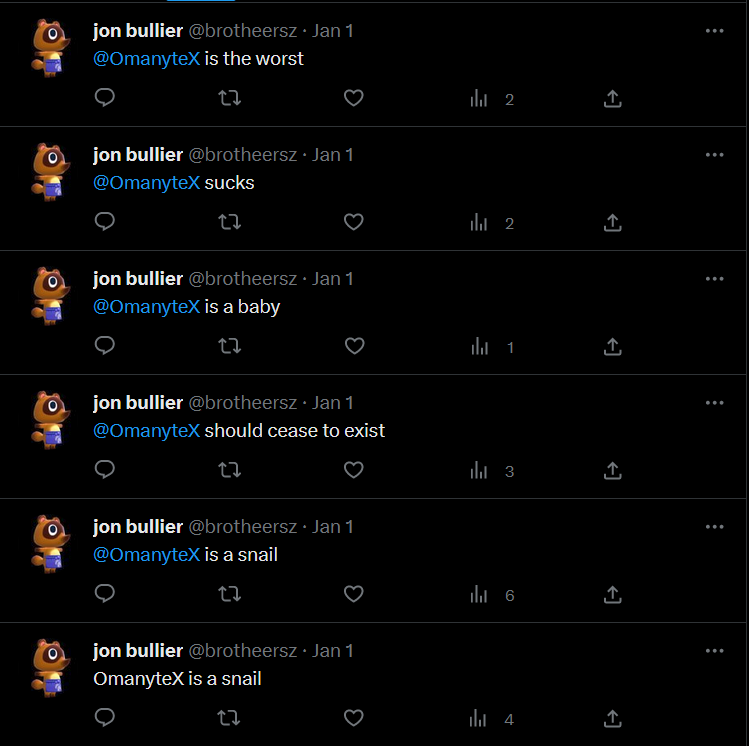 jon bullier @brotheersz · Jan 1
@OmanyteX is the worst
2
jon bullier @brotheersz · Jan 1
@OmanyteX sucks
2
jon bullier @brotheersz · Jan 1
@OmanyteX is a baby
1
jon bullier @brotheersz · Jan 1
@OmanyteX should cease to exist
3
jon bullier @brotheersz · Jan 1
@OmanyteX is a snail
6
jon bullier @brotheersz · Jan 1
OmanyteX is a snail
4